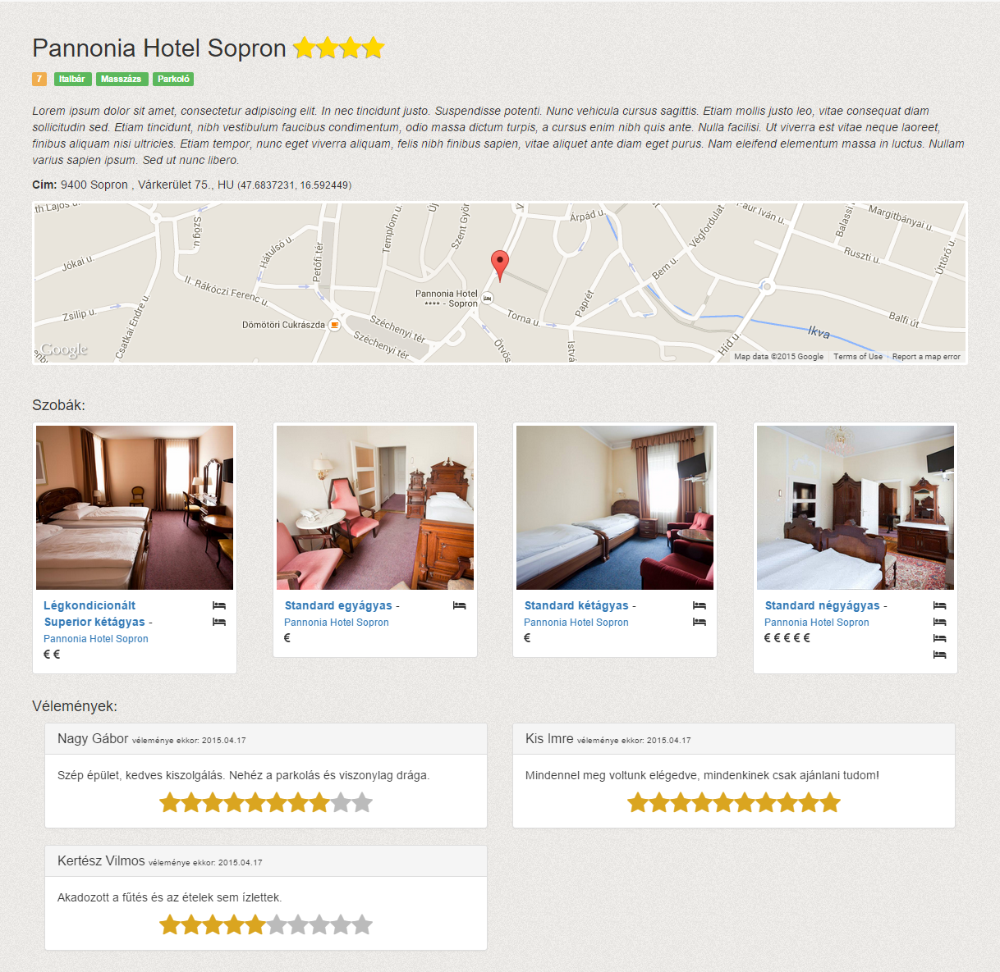 Pannonia Hotel Sopron
7 Italbár Masszázs Parkoló
Lorem ipsum dolor sit amet, consectetur adipiscing elit. In nec tincidunt justo. Suspendisse potenti. Nunc vehicula cursus sagittis. Etiam mollis justo leo, vitae consequat diam
sollicitudin sed. Etiam tincidunt, nibh vestibulum faucibus condimentum, odio massa dictum turpis, a cursus enim nibh quis ante. Nulla facilisi. Ut viverra est vitae neque laoreet,
finibus aliquam nisi ultricies. Etiam tempor, nunc eget viverra aliquam, felis nibh finibus sapien, vitae aliquet ante diam eget purus. Nam eleifend elementum massa in luctus. Nullam
varius sapien ipsum. Sed ut nunc libero.
Cím: 9400 Sopron , Várkerület 75., HU (47.6837231, 16.592449)
th Lajos u.
Szög u.
Jókai u.
Zsilip u.
Csatkai Endre u.
II. Rákóczi Ferenc u.
Hátulsó u.
Petőfi tér
Templom u.
Új
Szent Györ
V
Árpád u.
Végfordulat
Faur Iván u.
Balassi
Margitbányai u.
Ruszti u.
Úttörő u.
Bem u.
Paprét
Pannonia Hotel
**** - Sopron
Torna u.
Dömötöri Cukrászda
Széchenyi tér
Széchenyi tér
Ötvös
Istvá
Híd u.
Ikva
Balfi út
Google
Map data ©2015 Google Terms of Use Report a map error
Szobák:
Légkondicionált
Superior kétágyas -
Pannonia Hotel Sopron
€ €
Standard egyágyas -
Pannonia Hotel Sopron
€
Standard kétágyas -
Pannonia Hotel Sopron
€
Standard négyágyas -
Pannonia Hotel Sopron
€ € € € €
Vélemények:
Nagy Gábor véleménye ekkor: 2015.04.17
Szép épület, kedves kiszolgálás. Nehéz a parkolás és viszonylag drága.
Kis Imre véleménye ekkor: 2015.04.17
Mindennel meg voltunk elégedve, mindenkinek csak ajánlani tudom!
Kertész Vilmos véleménye ekkor: 2015.04.17
Akadozott a fűtés és az ételek sem ízlettek.